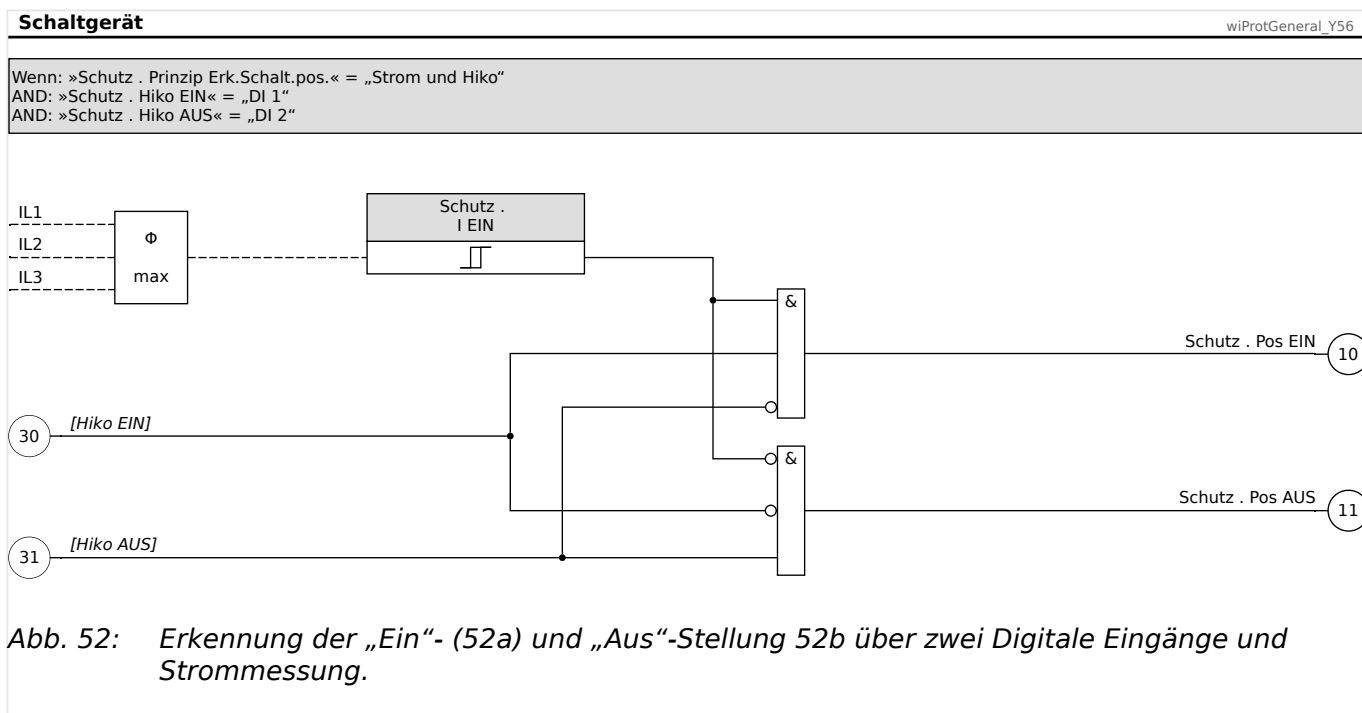 Schaltgerät
wiProtGeneral_Y56
Wenn: »Schutz . Prinzip Erk.Schalt.pos.« = „Strom und Hiko“
AND: »Schutz . Hiko EIN« = „DI 1“
AND: »Schutz . Hiko AUS« = „DI 2“
IL1
IL2
IL3
Φ
max
Schutz .
I EIN
&
Schutz . Pos EIN
10
30
[Hiko EIN]
&
Schutz . Pos AUS
11
31
[Hiko AUS]
Abb. 52: Erkennung der „Ein“- (52a) und „Aus“-Stellung 52b über zwei Digitale Eingänge und
Strommessung.